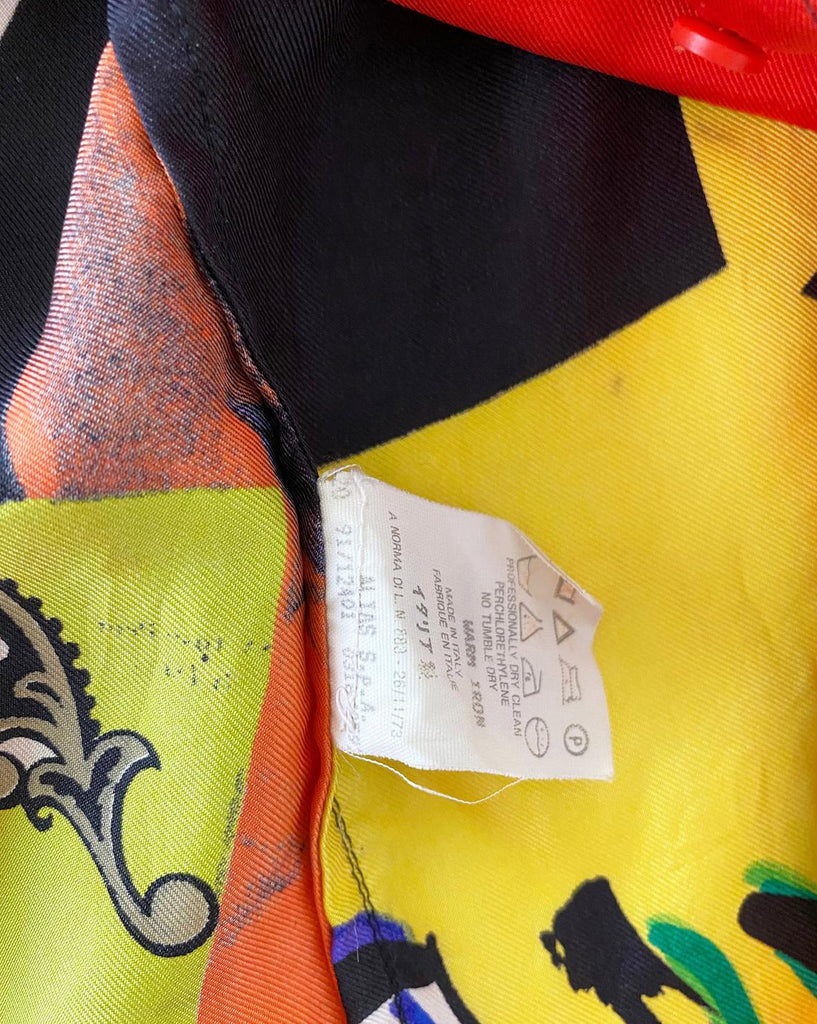 PROFESSIONALLY DRY CLEAN
PERCHLORETHYLENE
NO TUMBLE DRY
WARM IRON
MADE IN ITALY
FABRIQUE EN ITALIE
イタリア製
A NORMA DI L. N 883 - 26/11/73
S.P.A.
P